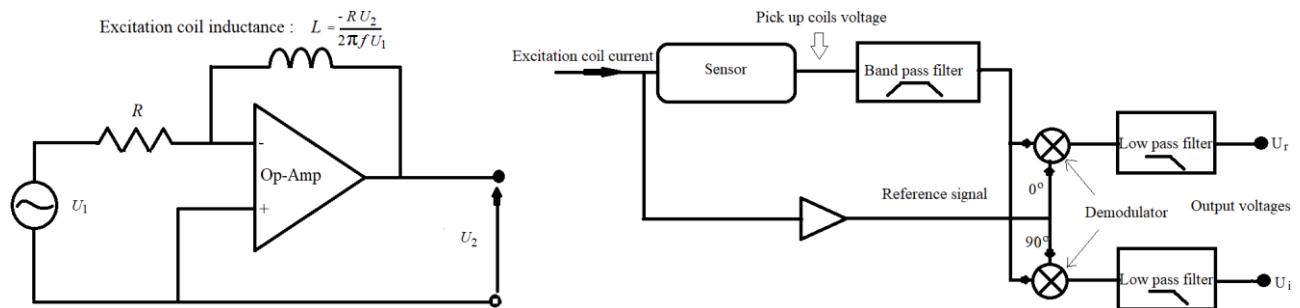 Excitation coil inductance : L = -R U2 / 2πfU1
R
-
Op-Amp
+
U1
U2
Pick up coils voltage
Excitation coil current
Sensor
Band pass filter
Low pass filter
Ur
0°
Reference signal
Demodulator
Output voltages
90°
Low pass filter
Ui